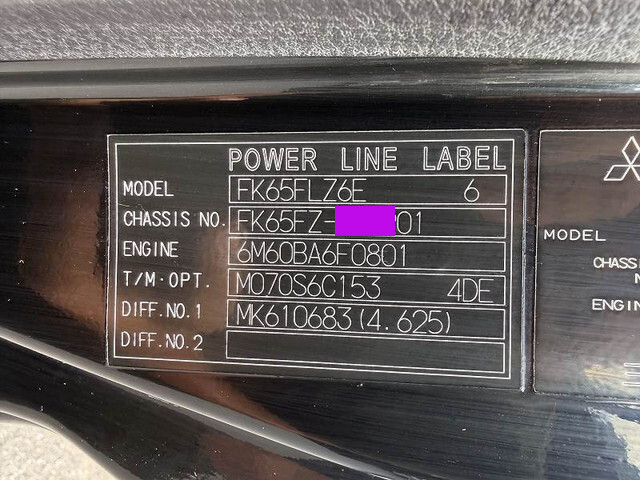 POWER LINE LABEL
MODEL FK65FLZ6E 6
CHASSIS NO. FK65FZ- 01
ENGINE 6M60BA6F0801
T/M·OPT. M070S6C153 4DE
DIFF.NO.1 MK610683(4.625)
DIFF.NO.2
MODEL
CHASS
N
ENGIN